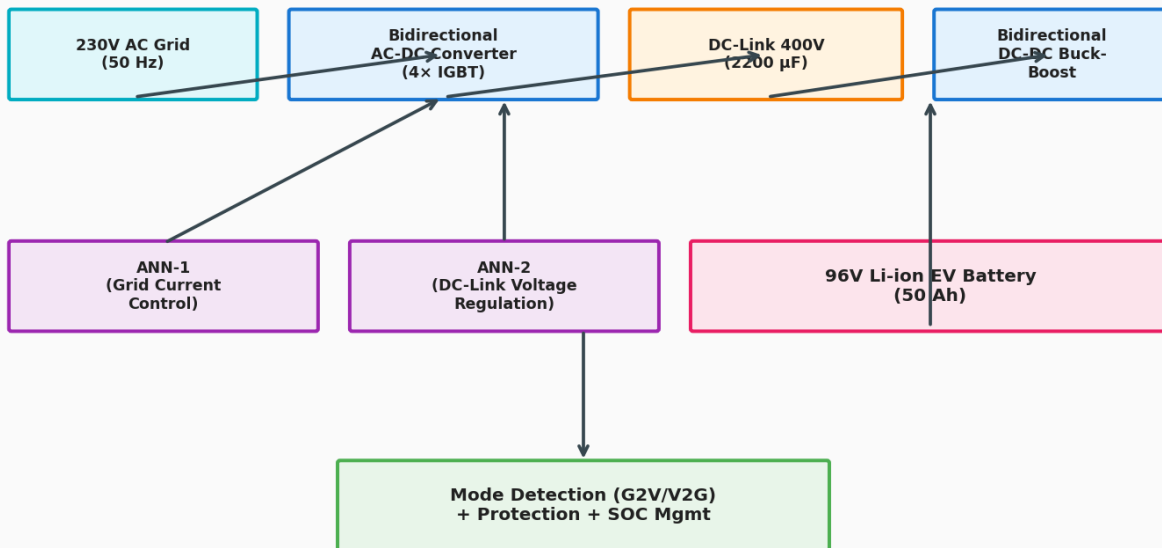 230V AC Grid
(50 Hz)
Bidirectional
AC-DC Converter
(4× IGBT)
DC-Link 400V
(2200 µF)
Bidirectional
DC-DC Buck-
Boost
ANN-1
(Grid Current
Control)
ANN-2
(DC-Link Voltage
Regulation)
96V Li-ion EV Battery
(50 Ah)
Mode Detection (G2V/V2G)
+ Protection + SOC Mgmt